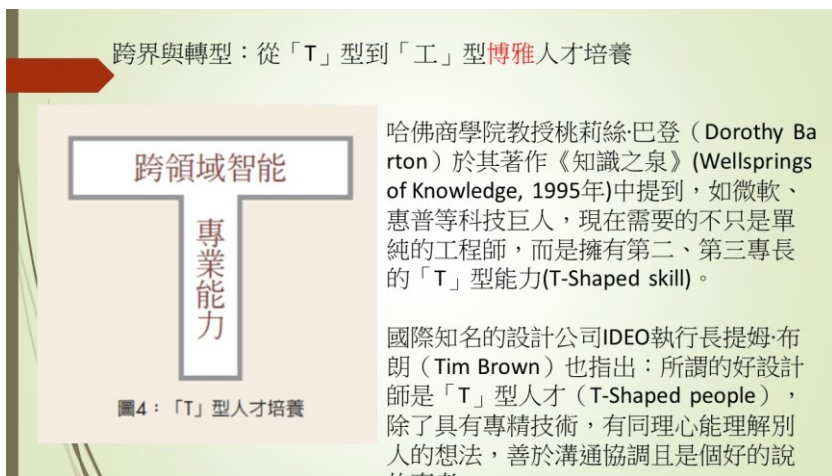 跨界與轉型：從「T」型到「工」型博雅人才培養
跨領域智能
專業能力
圖4：「T」型人才培養
哈佛商學院教授桃莉絲·巴登（Dorothy Ba
rton）於其著作《知識之泉》(Wellsprings
of Knowledge, 1995年)中提到，如微軟、
惠普等科技巨人，現在需要的不只是單
純的工程師，而是擁有第二、第三專長
的「T」型能力(T-Shaped skill)。
國際知名的設計公司IDEO執行長提姆·布
朗（Tim Brown）也指出：所謂的好設計
師是「T」型人才（T-Shaped people），
除了具有專精技術，有同理心能理解別
人的想法，善於溝通協調且是個好的說